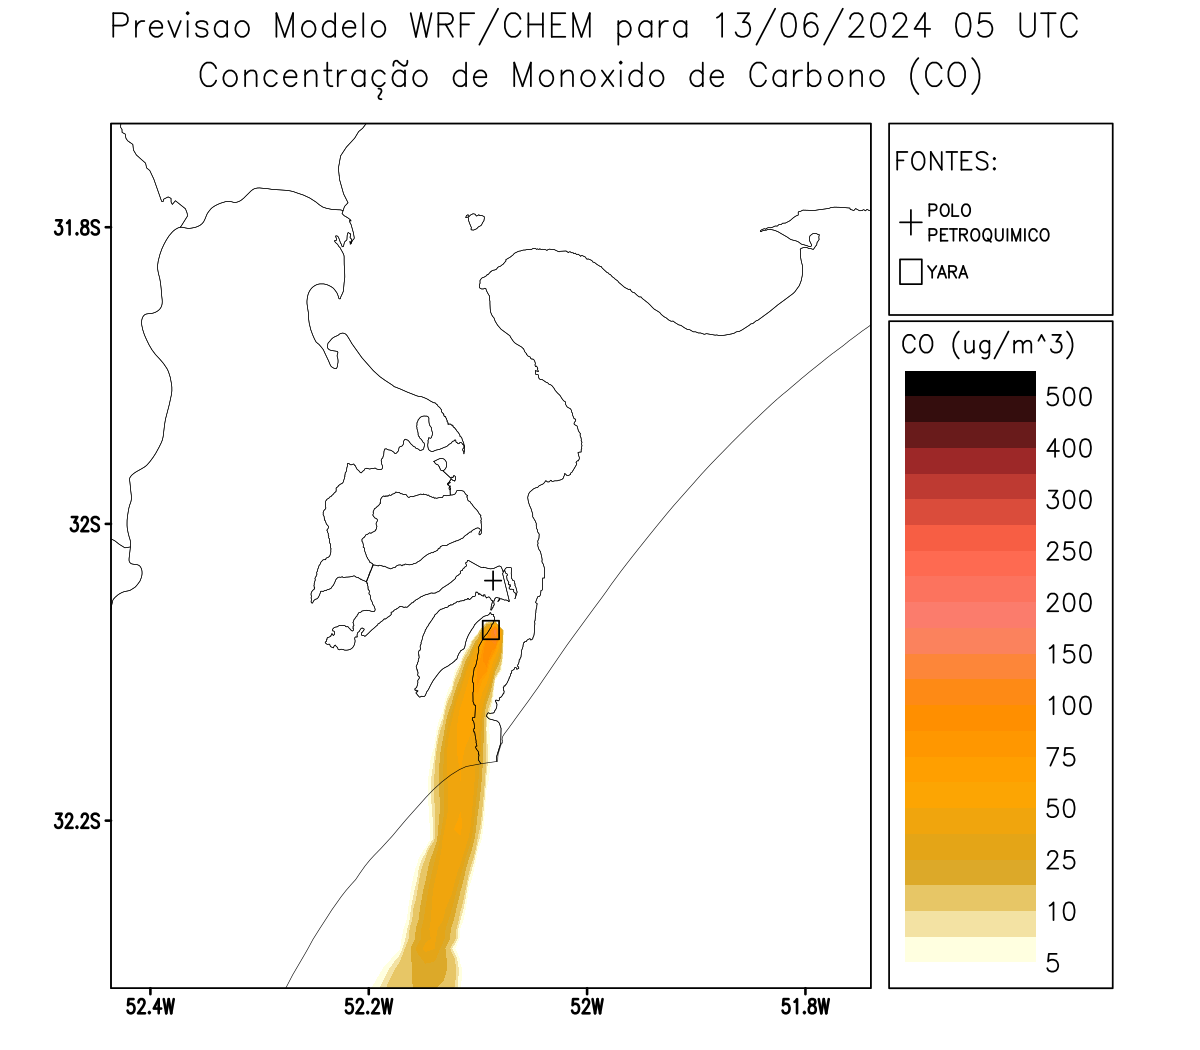 Previsao Modelo WRF/CHEM para 13/06/2024 05 UTC
Concentração de Monoxido de Carbono (CO)
FONTES:
POLO
PETROQUIMICO
YARA
CO (ug/m^3)
500
400
300
250
200
150
100
75
50
25
10
5
31.8S
32S
32.2S
52.4W
52.2W
52W
51.8W